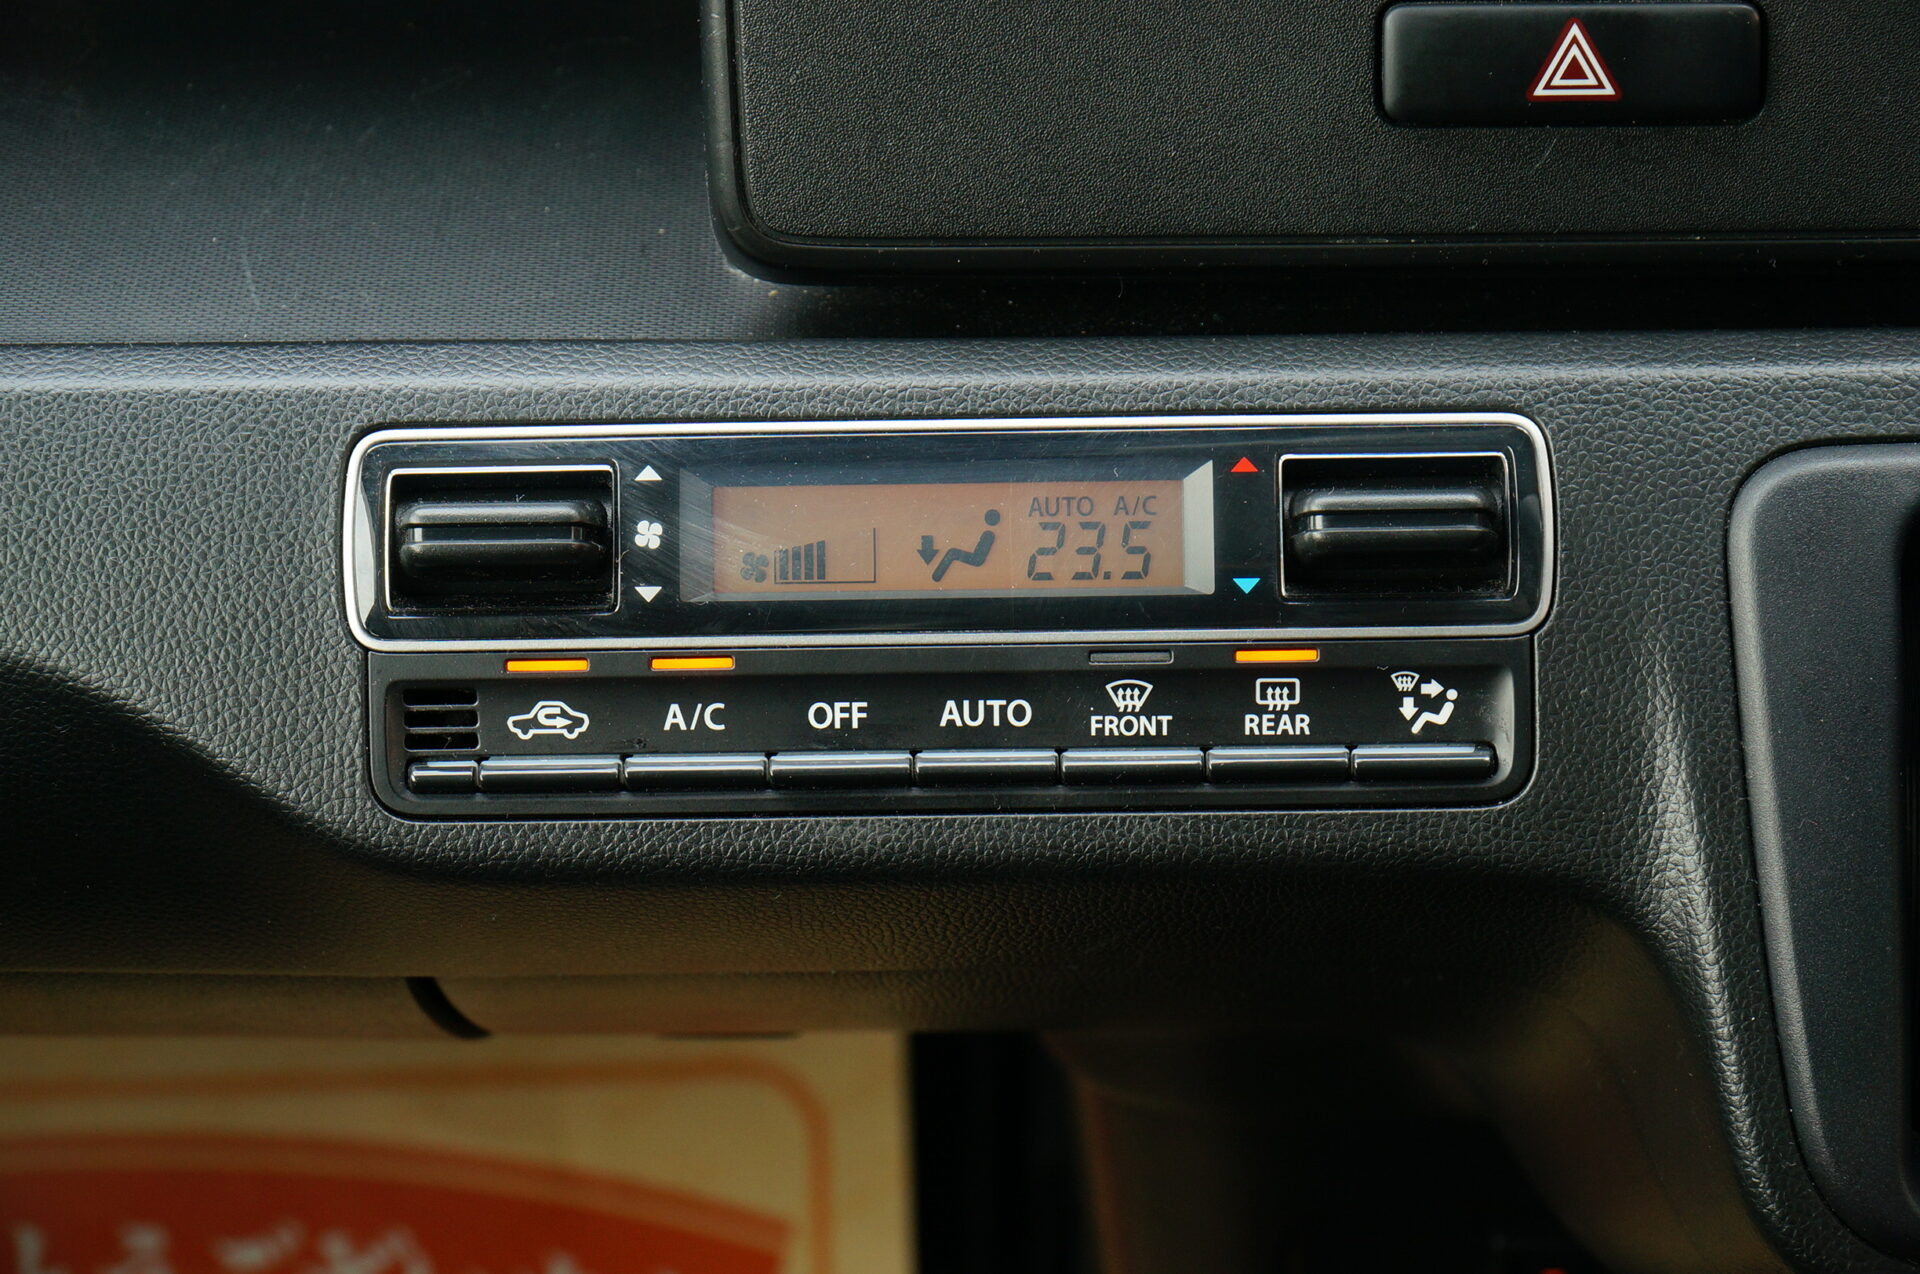 AUTO A/C
23.5
A/C
OFF
AUTO
FRONT
REAR